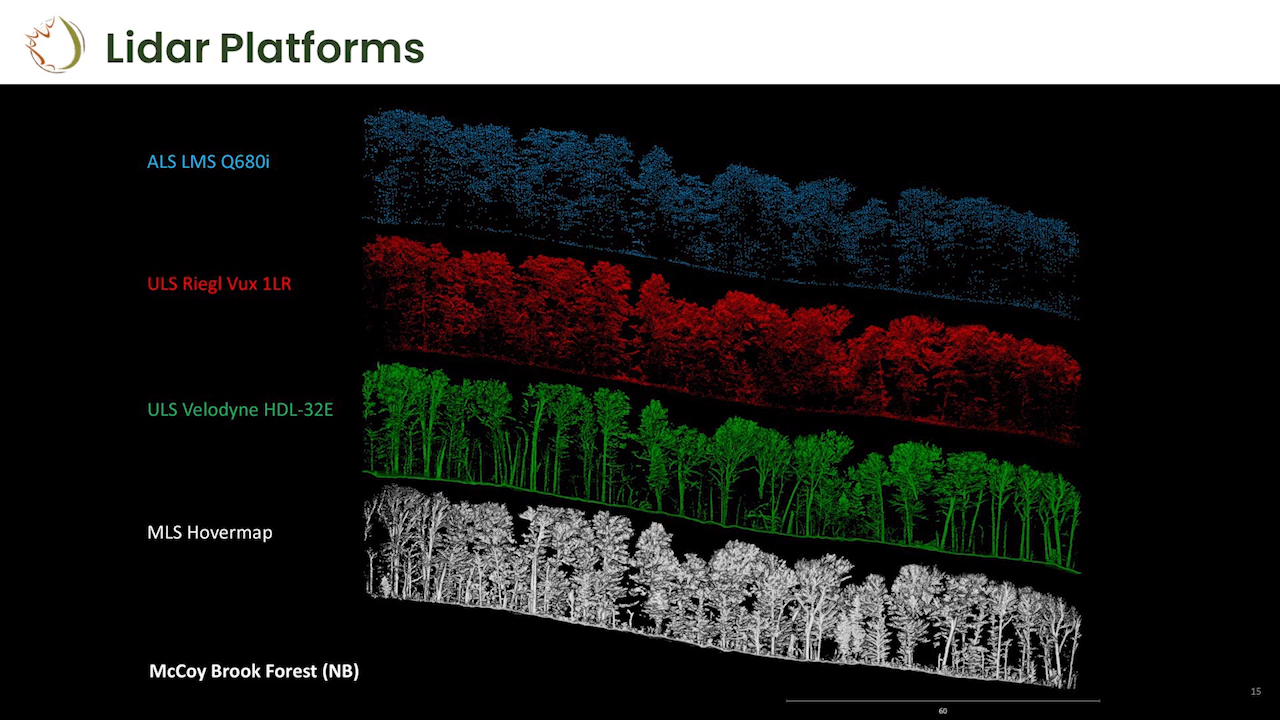 Lidar Platforms
ALS LMS Q680i
ULS Riegl Vux 1LR
ULS Velodyne HDL-32E
MLS Hovermap
McCoy Brook Forest (NB)
15
60